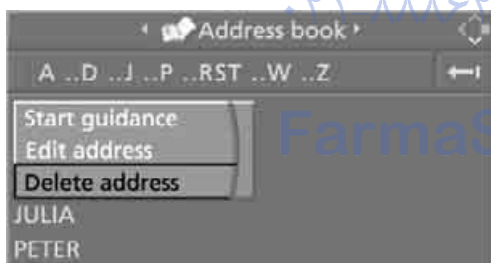 Address book
A ..D ..J ..P ..RST ..W ..Z
Start guidance
Edit address
Delete address
JULIA
PETER